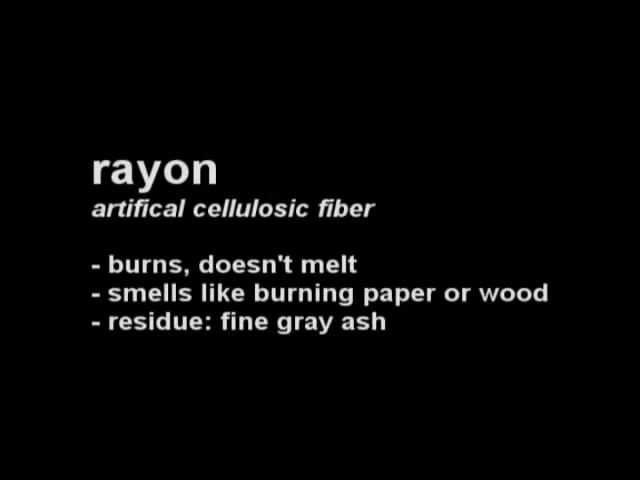 rayon
artifical cellulosic fiber
- burns, doesn't melt
- smells like burning paper or wood
- residue: fine gray ash